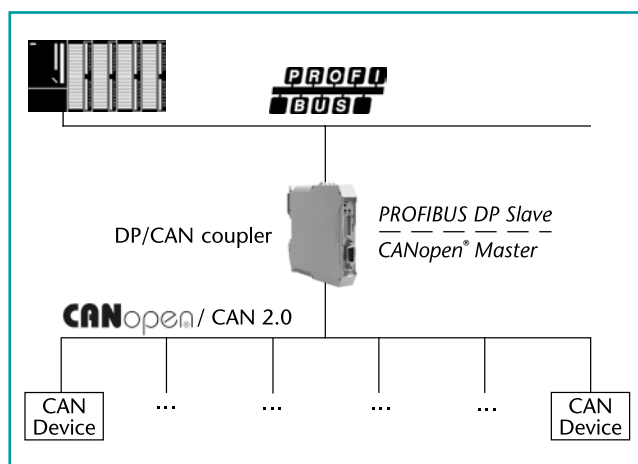 PROFI
BUS
DP/CAN coupler
PROFIBUS DP Slave
CANopen® Master
CANopen® / CAN 2.0
CAN
Device
...
...
...
...
CAN
Device